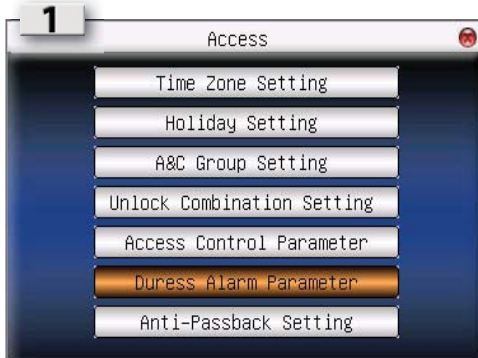 1
Access
Time Zone Setting
Holiday Setting
A&C Group Setting
Unlock Combination Setting
Access Control Parameter
Duress Alarm Parameter
Anti-Passback Setting